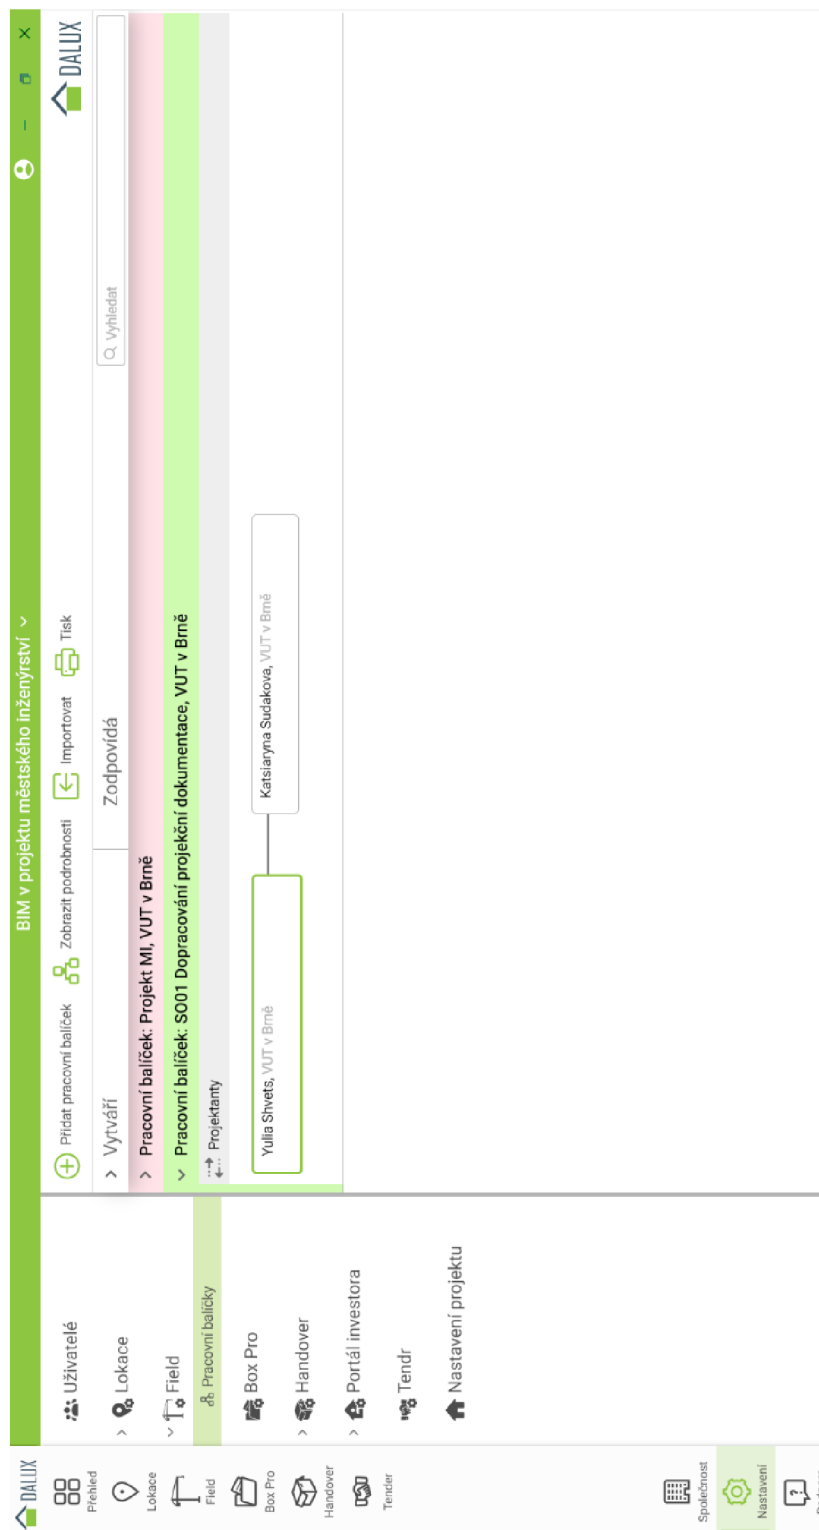 DALUX
BIM v projektu městského inženýrství
Přehled
Lokace
Field
Box Pro
Handover
Tender
Společnost
Nastavení
Uživatelé
Lokace
Field
Pracovní balíčky
Box Pro
Handover
Portál investora
Tendr
Nastavení projektu
Přidat pracovní balíček
Zobrazit podrobnosti
Importovat
Tisk
DALUX
Vytváří
Zodpovídá
Vyhledat
Pracovní balíček: Projekt MI, VUT v Brně
Pracovní balíček: SO01 Dopracování projekční dokumentace, VUT v Brně
Projektanty
Yulia Shvets, VUT v Brně
Katsiaryna Sudakova, VUT v Brně